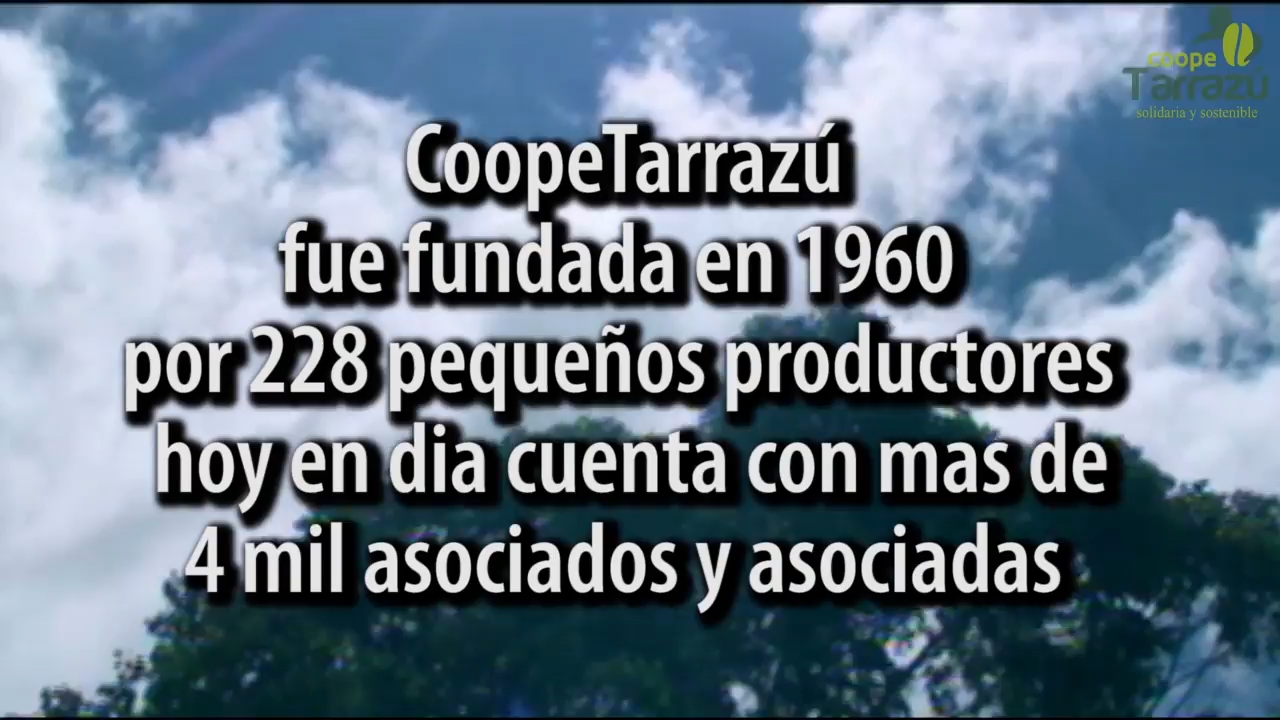 coope
Tarrazú
solidaria y sostenible
CoopeTarrazú
fue fundada en 1960
por 228 pequeños productores
hoy en dia cuenta con mas de
4 mil asociados y asociadas